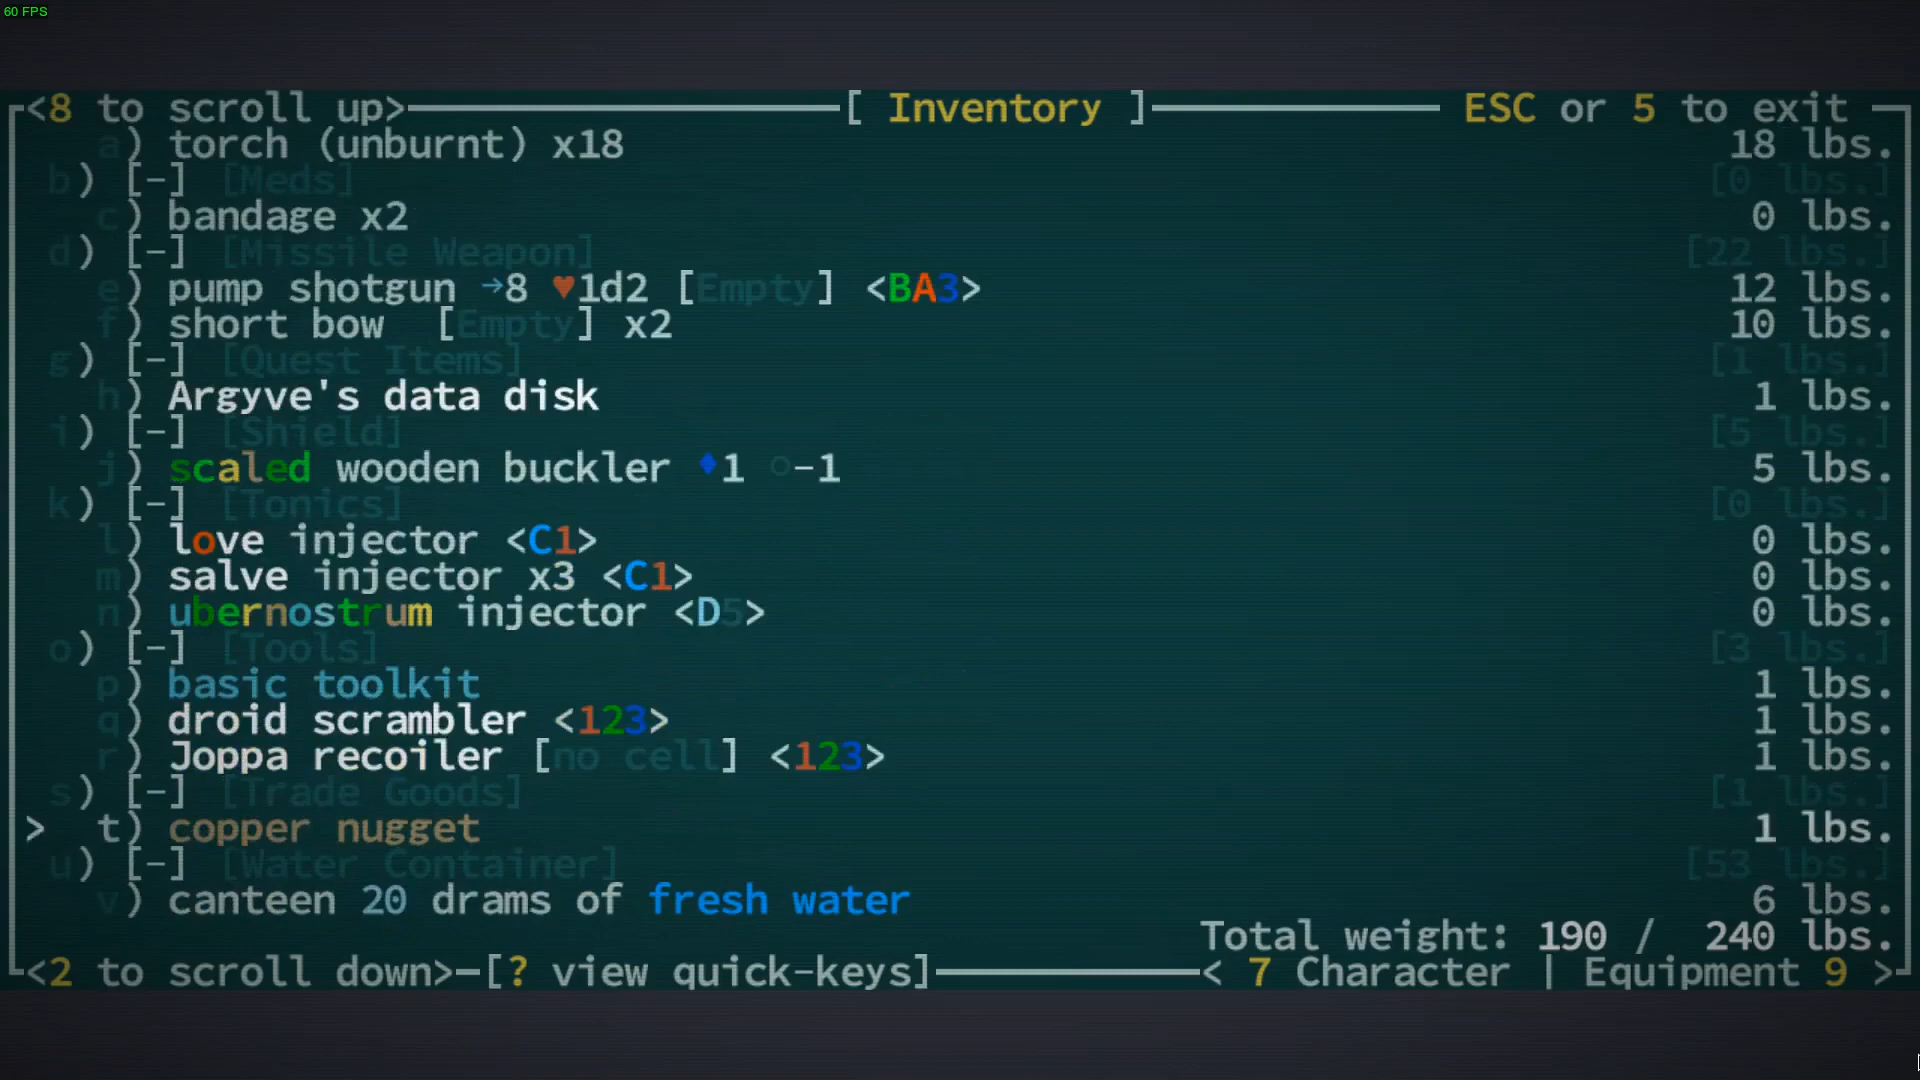 60 FPS
<8 to scroll up> [ Inventory ] ESC or 5 to exit
a) torch (unburnt) x18 18 lbs.
b) [-] [Meds] [0 lbs.]
c) bandage x2 0 lbs.
d) [-] [Missile Weapon] [22 lbs.]
e) pump shotgun →8 ♥1d2 [Empty] <BA3> 12 lbs.
f) short bow [Empty] x2 10 lbs.
g) [-] [Quest Items] [1 lbs.]
h) Argyve's data disk 1 lbs.
i) [-] [Shield] [5 lbs.]
j) scaled wooden buckler ♦1 ○-1 5 lbs.
k) [-] [Tonics] [0 lbs.]
l) love injector <C1> 0 lbs.
m) salve injector x3 <C1> 0 lbs.
n) ubernostrum injector <D5> 0 lbs.
o) [-] [Tools] [3 lbs.]
p) basic toolkit 1 lbs.
q) droid scrambler <123> 1 lbs.
r) Joppa recoiler [no cell] <123> 1 lbs.
s) [-] [Trade Goods] [1 lbs.]
> t) copper nugget 1 lbs.
u) [-] [Water Container] [53 lbs.]
v) canteen 20 drams of fresh water 6 lbs.
Total weight: 190 / 240 lbs.
<2 to scroll down> [? view quick-keys] < 7 Character | Equipment 9 >